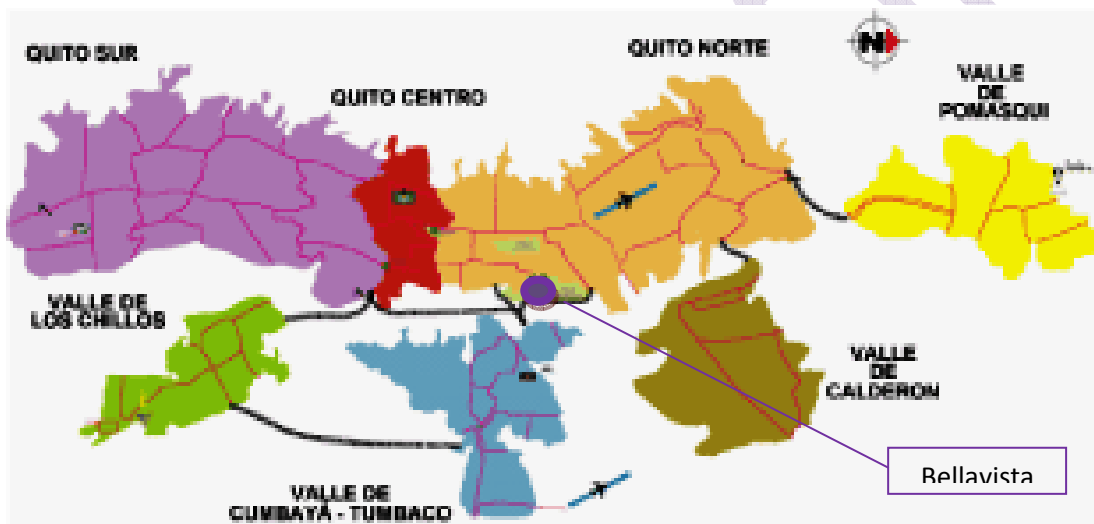 QUITO SUR
QUITO CENTRO
QUITO NORTE
N
VALLE
DE
POMASQUI
VALLE DE
LOS CHILLOS
VALLE
DE
CALDERON
VALLE DE
CUMBAYÁ - TUMBACO
Bellavista